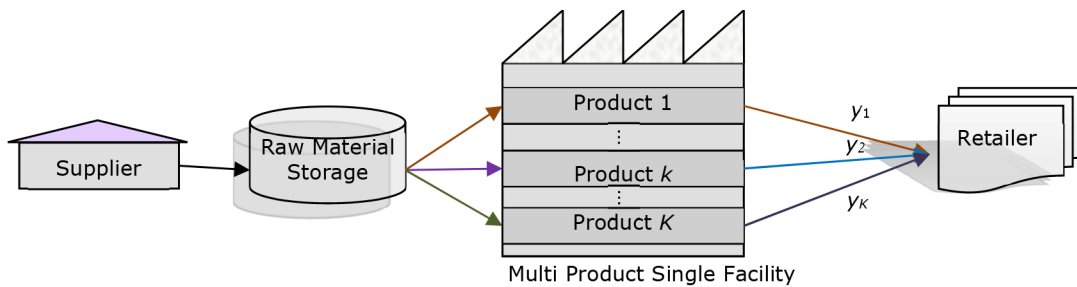 Supplier
Raw Material
Storage
Product 1
⋮
Product k
⋮
Product K
Multi Product Single Facility
y1
y2
yK
Retailer